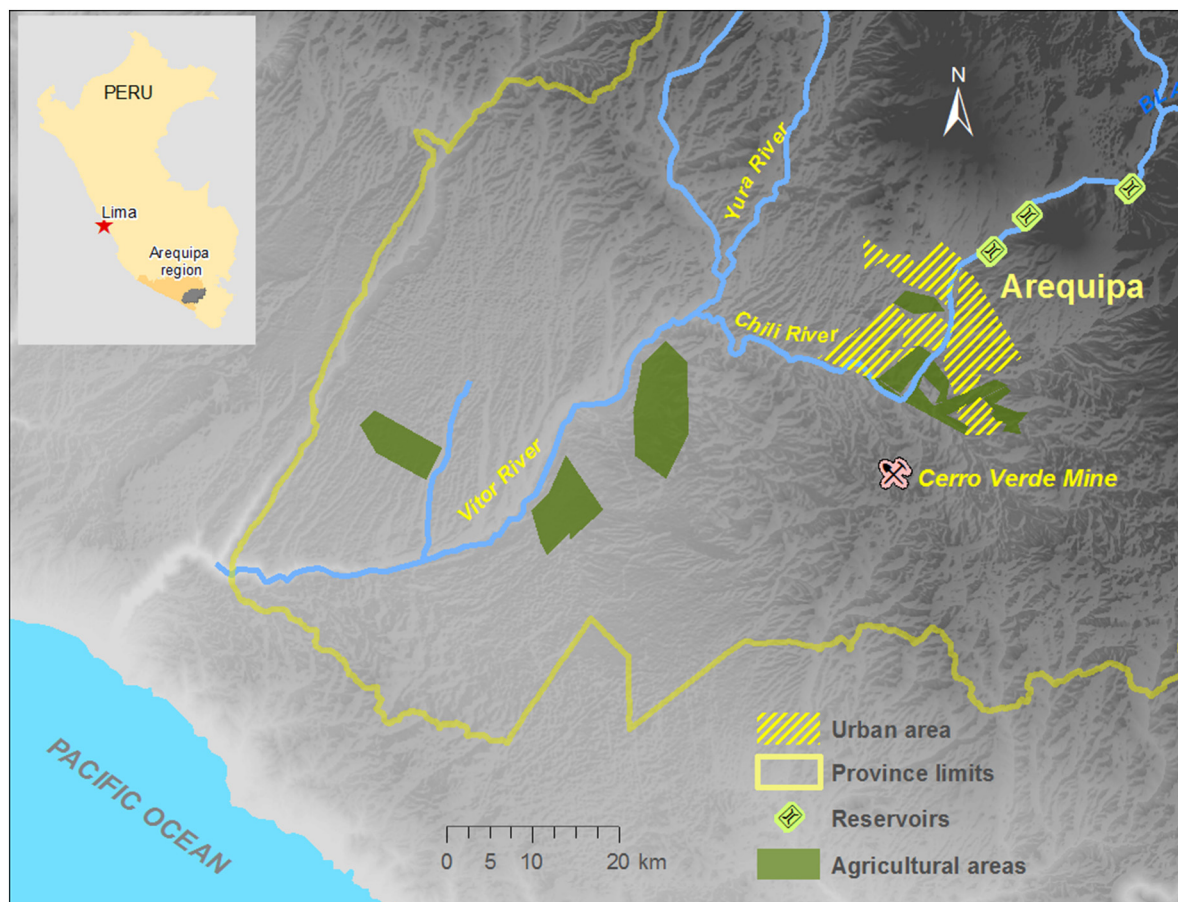 PERU
Lima
Arequipa
region
N
Yura River
Arequipa
Chili River
Vitor River
Cerro Verde Mine
PACIFIC OCEAN
Urban area
Province limits
Reservoirs
Agricultural areas
0 5 10 20 km